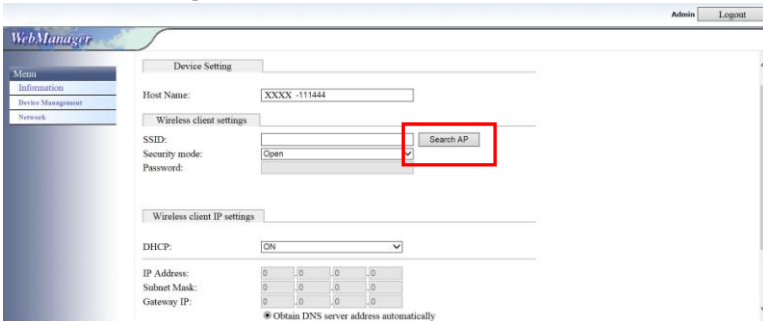 Admin Logout
WebManager
Menu
Information
Device Management
Network
Device Setting
Host Name: XXXX -111444
Wireless client settings
SSID: Search AP
Security mode: Open
Password:
Wireless client IP settings
DHCP: ON
IP Address: 0 .0 .0 .0
Subnet Mask: 0 .0 .0 .0
Gateway IP: 0 .0 .0 .0
Obtain DNS server address automatically